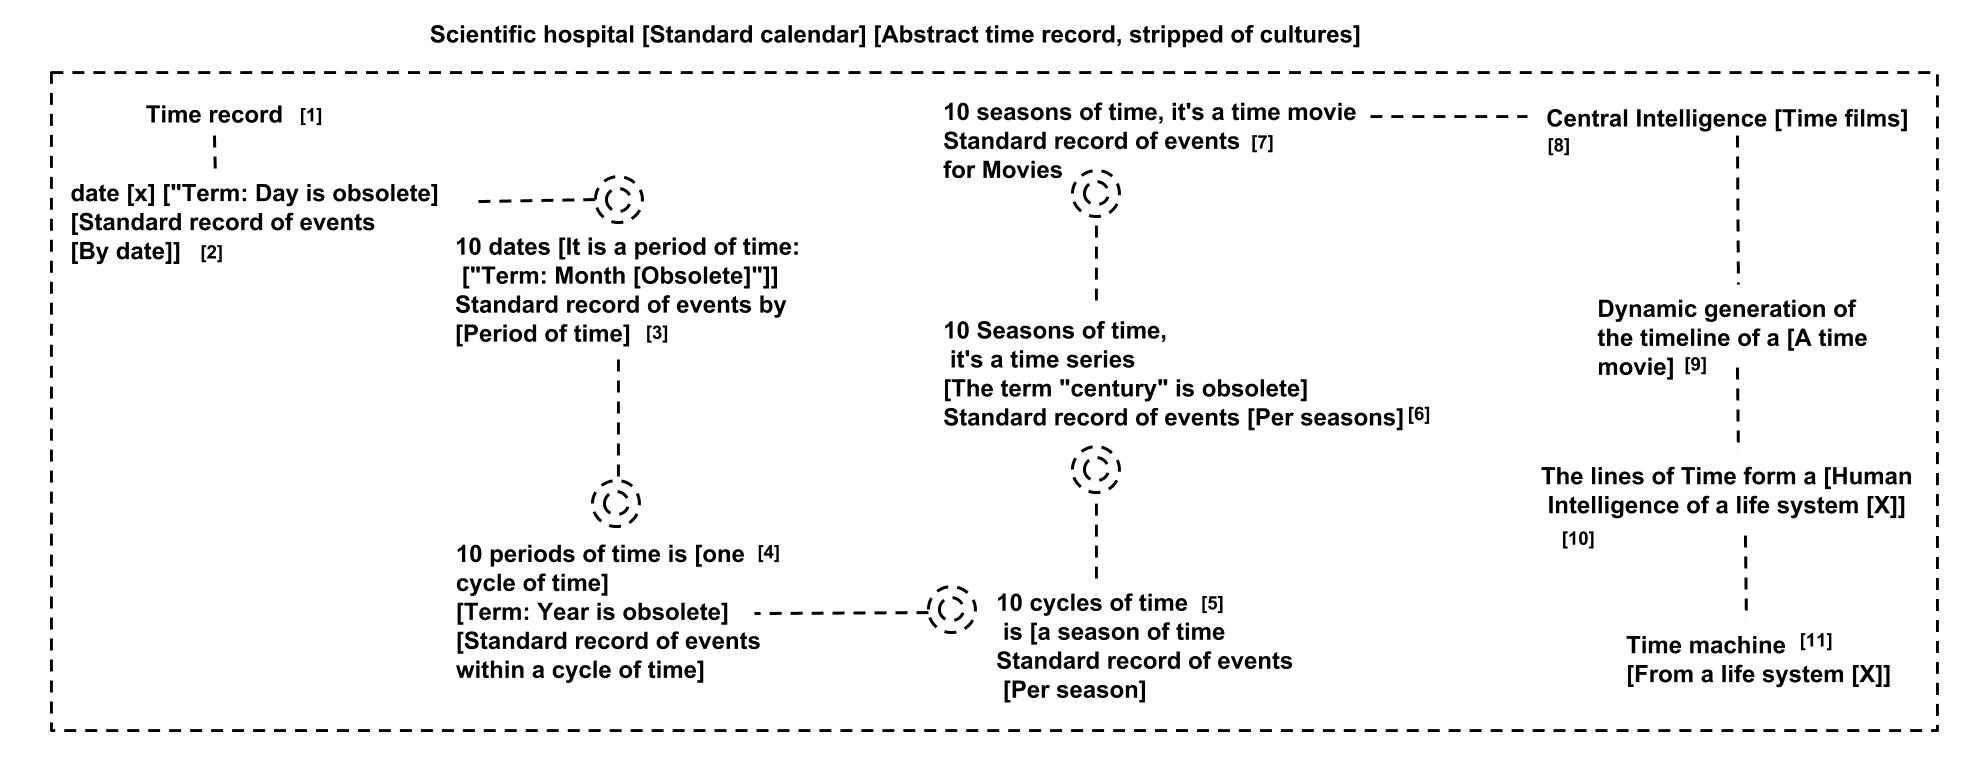 Scientific hospital [Standard calendar] [Abstract time record, stripped of cultures]
Time record [1]
date [x] ["Term: Day is obsolete]
[Standard record of events
[By date]] [2]
10 dates [It is a period of time:
["Term: Month [Obsolete]"]]
Standard record of events by
[Period of time] [3]
10 periods of time is [one [4]
cycle of time]
[Term: Year is obsolete]
[Standard record of events
within a cycle of time]
10 cycles of time [5]
is [a season of time
Standard record of events
[Per season]
10 Seasons of time,
it's a time series
[The term "century" is obsolete]
Standard record of events [Per seasons] [6]
10 seasons of time, it's a time movie
Standard record of events [7]
for Movies
Central Intelligence [Time films]
[8]
Dynamic generation of
the timeline of a [A time
movie] [9]
The lines of Time form a [Human
Intelligence of a life system [X]]
[10]
Time machine [11]
[From a life system [X]]